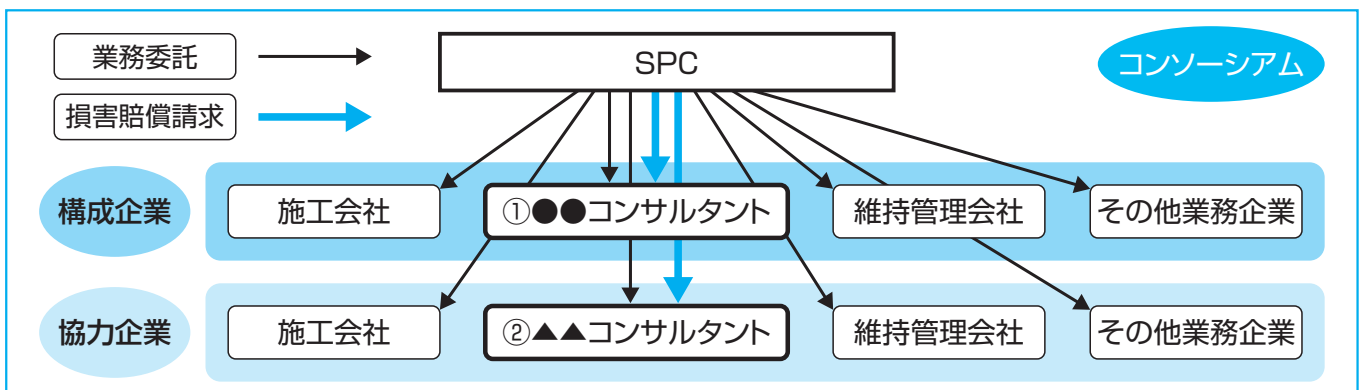 業務委託
SPC
コンソーシアム
損害賠償請求
構成企業
施工会社
①●●コンサルタント
維持管理会社
その他業務企業
協力企業
施工会社
②▲▲コンサルタント
維持管理会社
その他業務企業